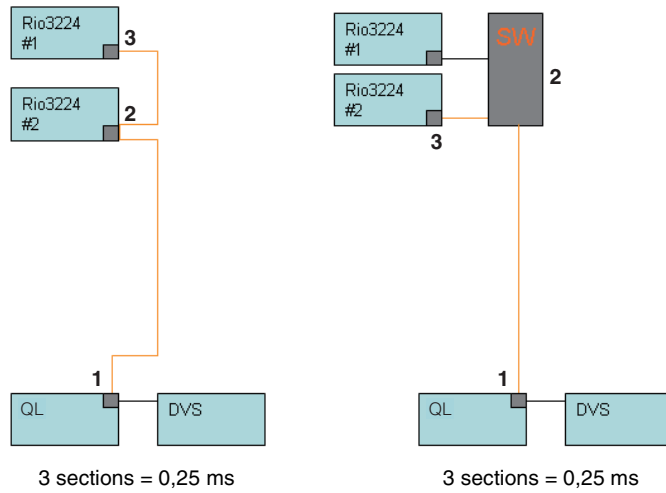 Rio3224
#1
3
Rio3224
#2
2
1
QL
DVS
3 sections = 0,25 ms
Rio3224
#1
SW
2
Rio3224
#2
3
1
QL
DVS
3 sections = 0,25 ms